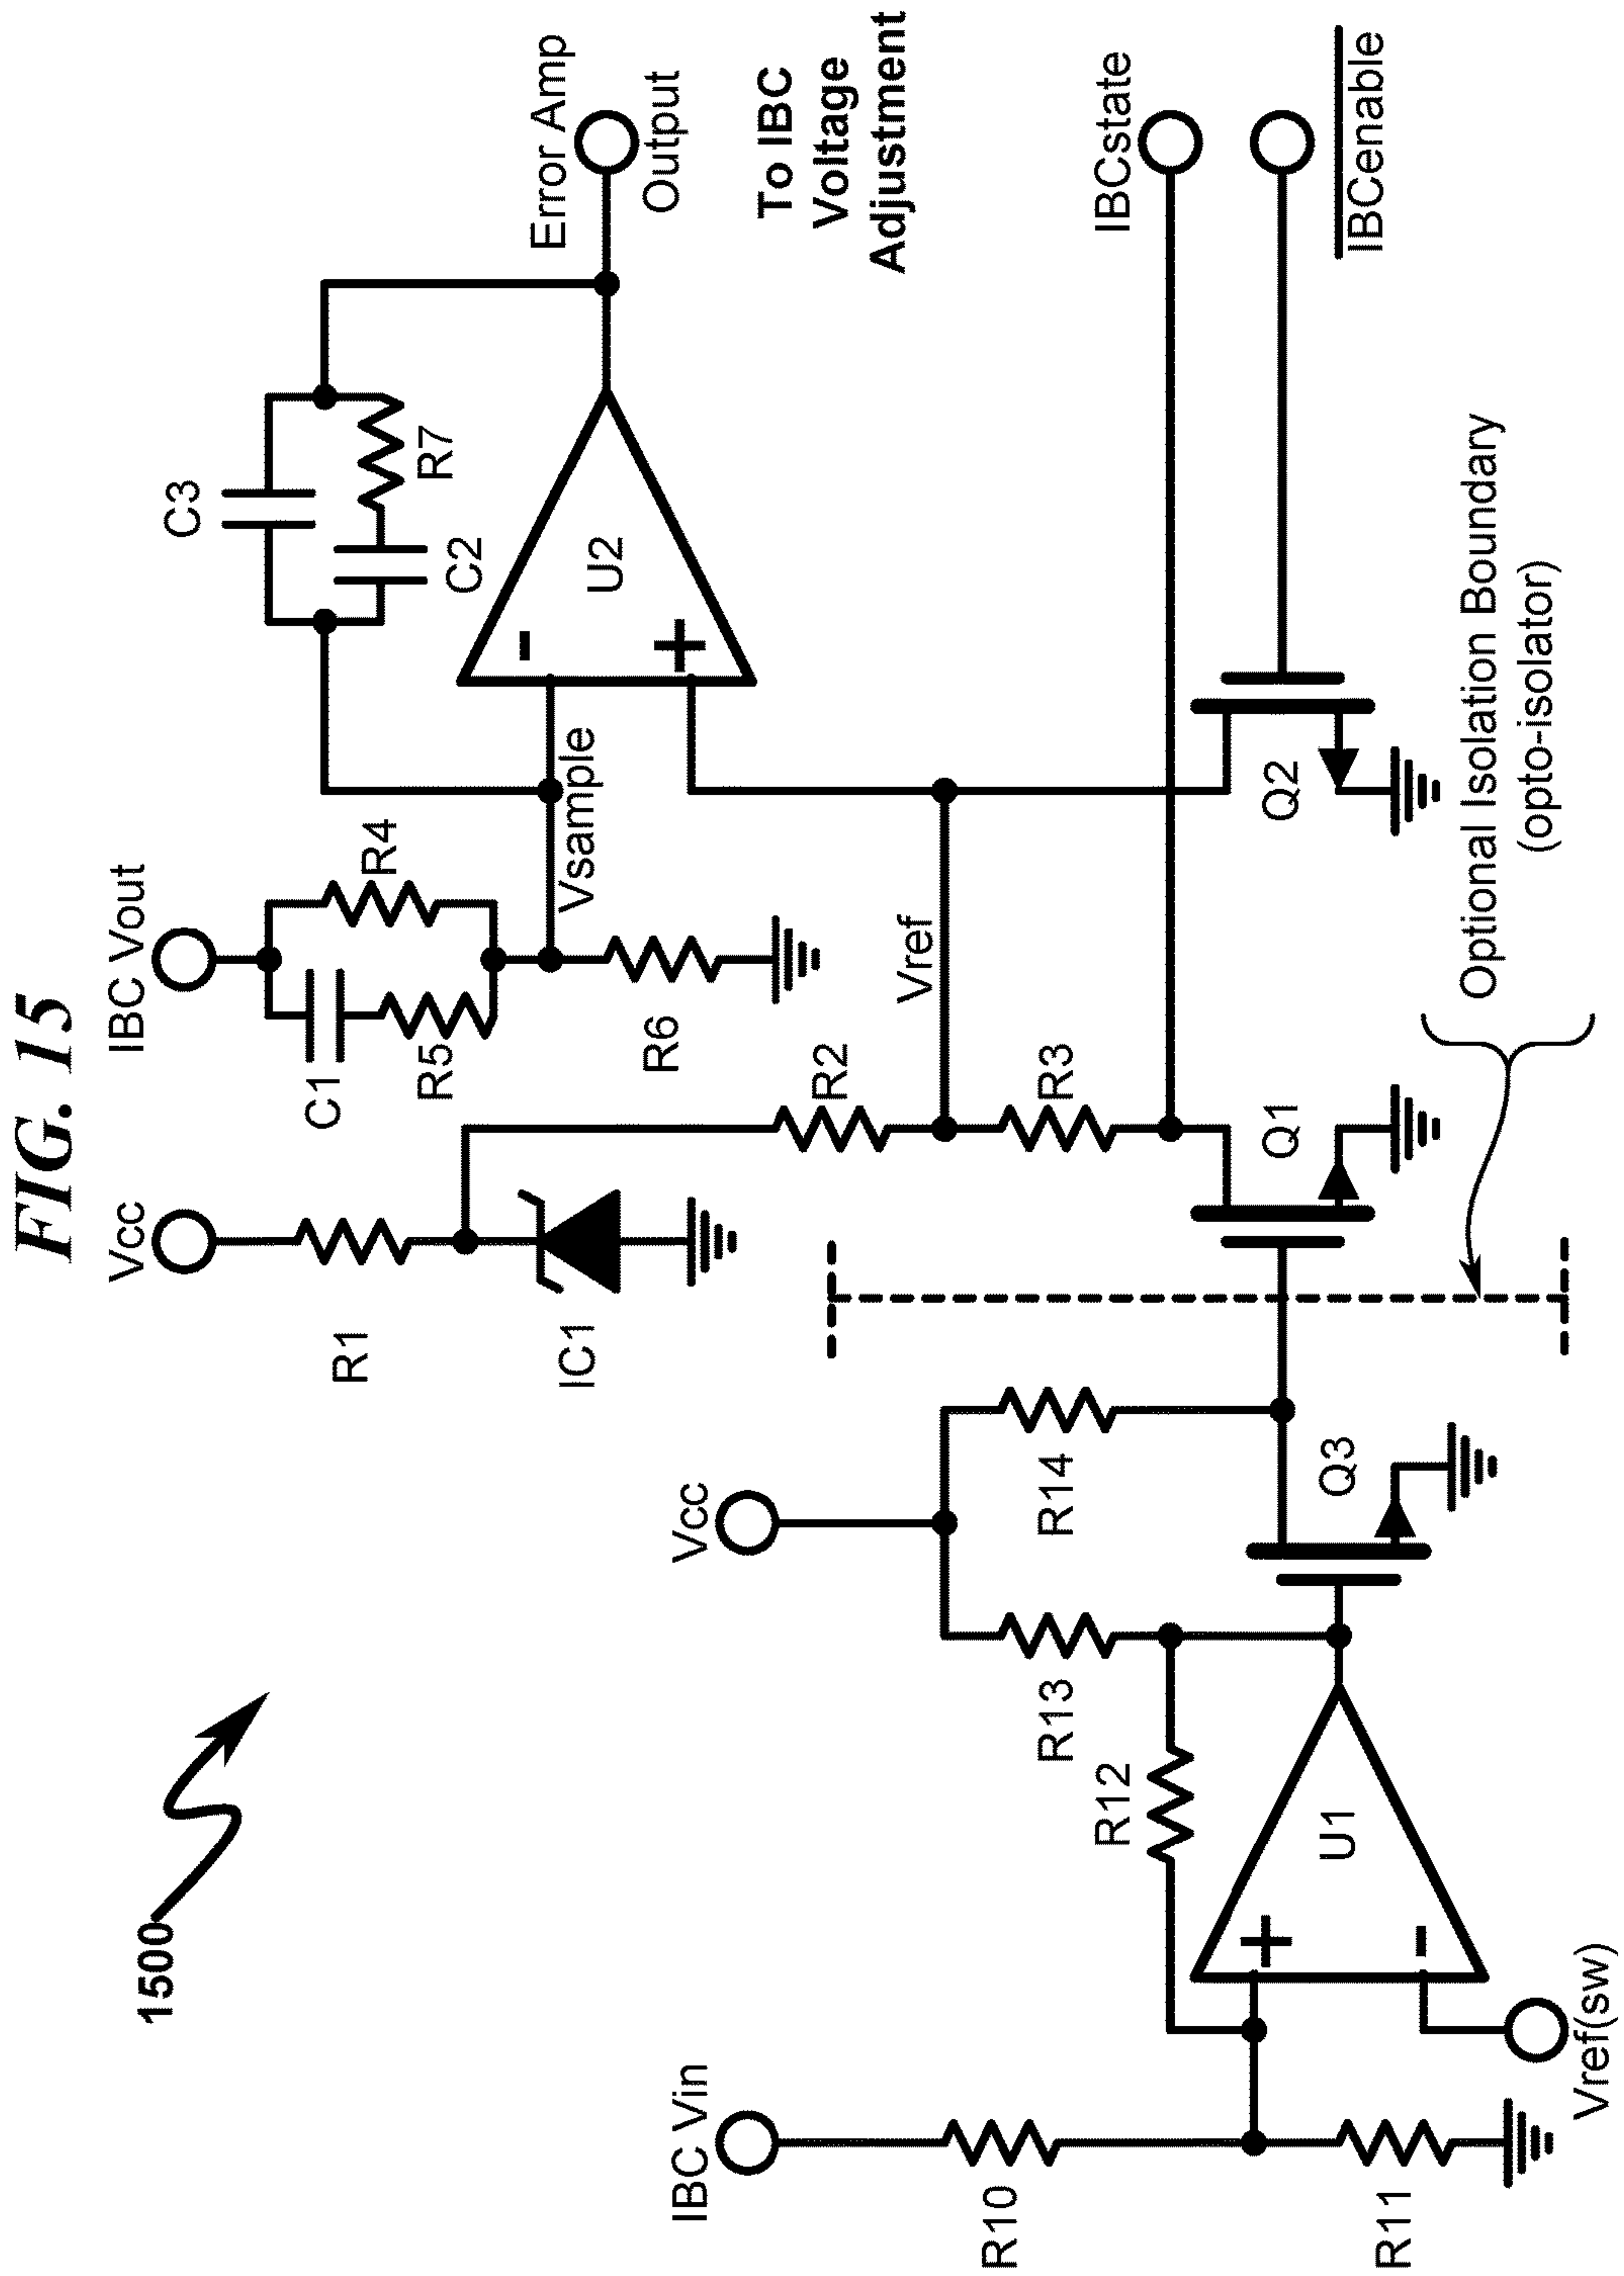 FIG. 15
1500
IBC Vin
R10
R11
Vref(sw)
+
-
U1
R12
R13
Vcc
R14
Q3
Vcc
R1
IC1
IBC Vout
C1
R5
R4
R6
R2
Vref
R3
Q1
Vsample
C3
C2
R7
-
+
U2
Q2
Error Amp
Output
To IBC
Voltage
Adjustment
IBCstate
IBCenable
Optional Isolation Boundary
(opto-isolator)